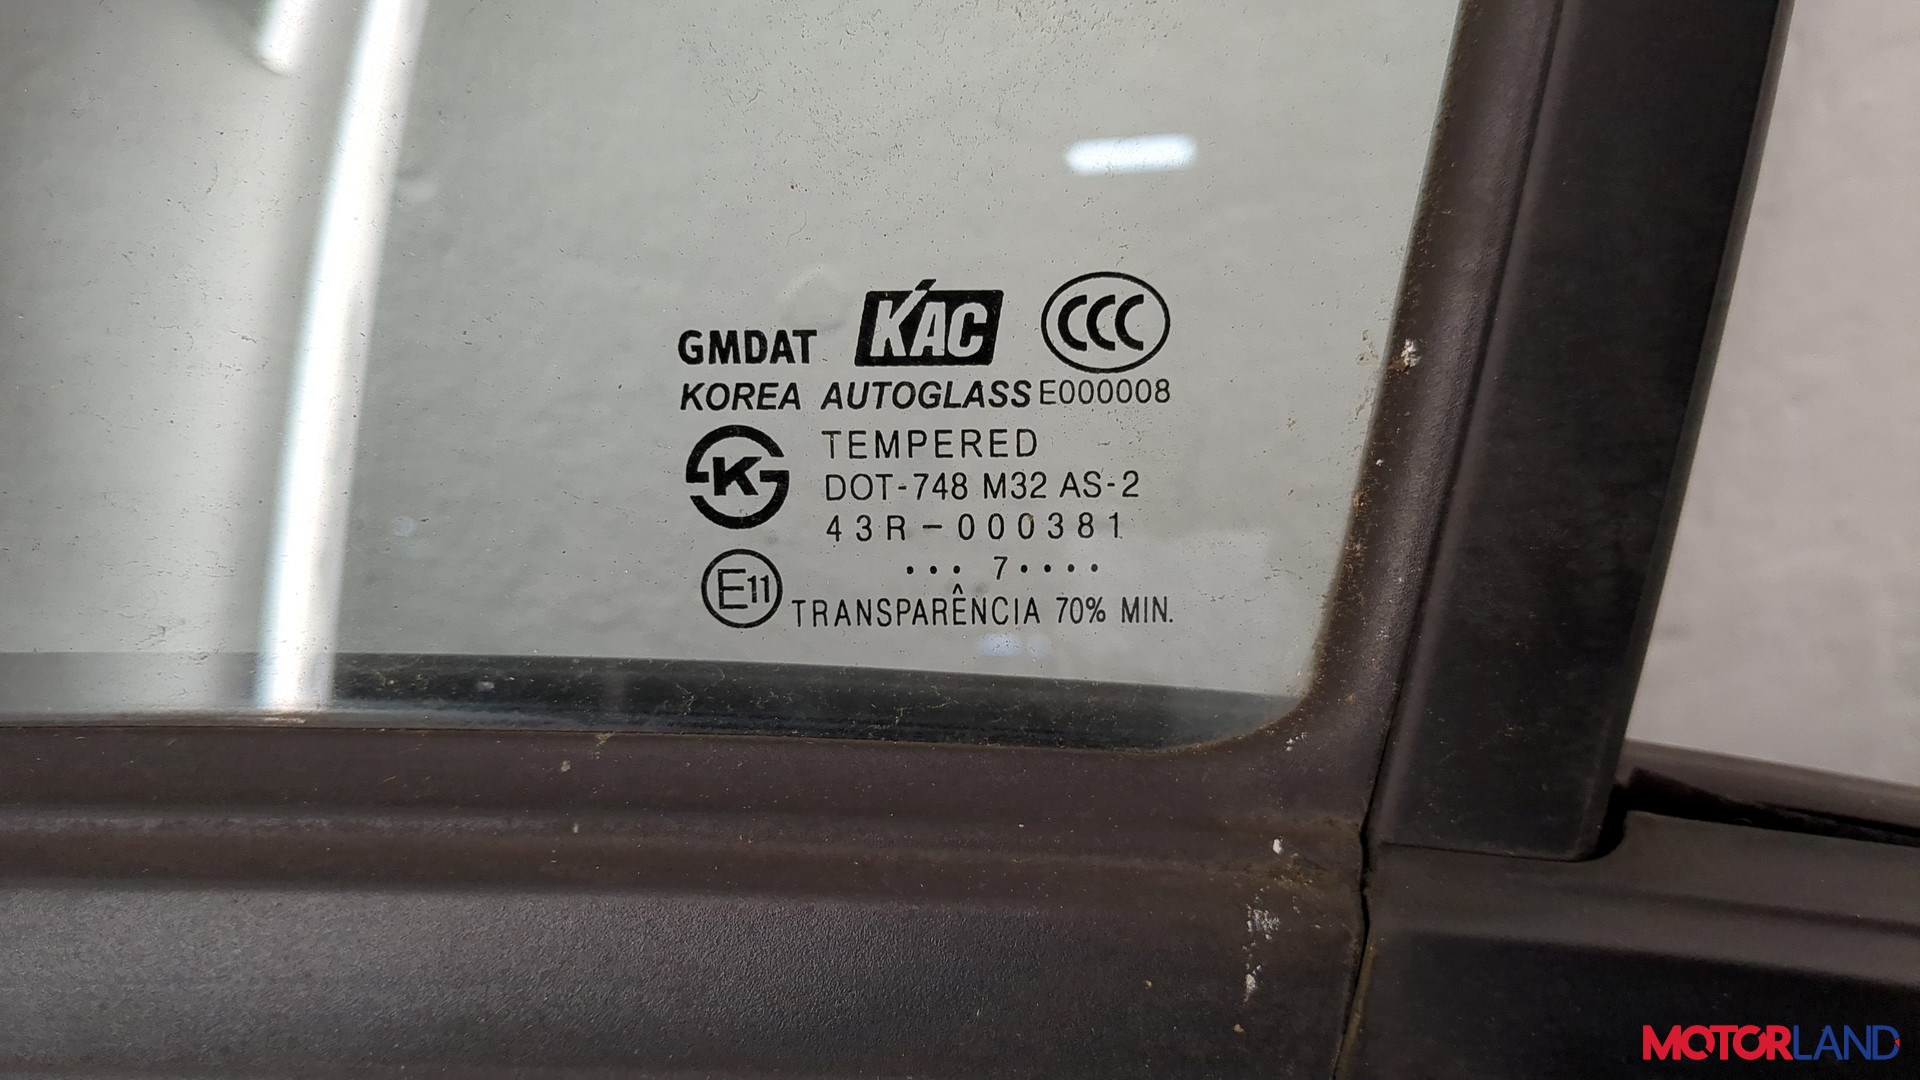 GMDAT KAC CCC
KOREA AUTOGLASS E000008
K
TEMPERED
DOT-748 M32 AS-2
43R-000381
... 7....
E11
TRANSPARÊNCIA 70% MIN.
MOTORLAND